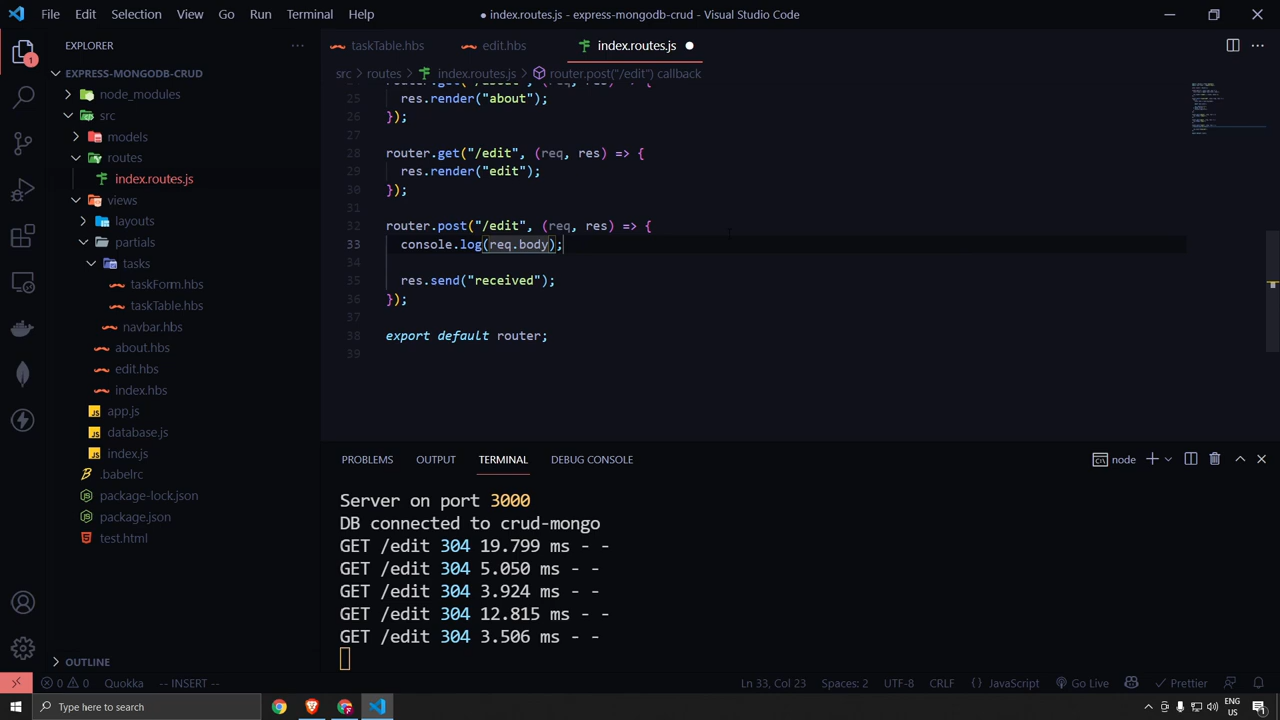 File Edit Selection View Go Run Terminal Help
● index.routes.js - express-mongodb-crud - Visual Studio Code
EXPLORER
taskTable.hbs
edit.hbs
index.routes.js
src > routes > index.routes.js > router.post("/edit") callback
1
EXPRESS-MONGODB-CRUD
node_modules
src
models
routes
index.routes.js
views
layouts
partials
tasks
taskForm.hbs
taskTable.hbs
navbar.hbs
about.hbs
edit.hbs
index.hbs
app.js
database.js
index.js
.babelrc
package-lock.json
package.json
test.html
OUTLINE
25 res.render("about");
26 });
27
28 router.get("/edit", (req, res) => {
29 res.render("edit");
30 });
31
32 router.post("/edit", (req, res) => {
33 console.log(req.body);
34
35 res.send("received");
36 });
37
38 export default router;
39
PROBLEMS OUTPUT TERMINAL DEBUG CONSOLE
node
Server on port 3000
DB connected to crud-mongo
GET /edit 304 19.799 ms - -
GET /edit 304 5.050 ms - -
GET /edit 304 3.924 ms - -
GET /edit 304 12.815 ms - -
GET /edit 304 3.506 ms - -
0 0 Quokka -- INSERT --
Ln 33, Col 23 Spaces: 2 UTF-8 CRLF {} JavaScript Go Live Prettier
Type here to search
ENG
US